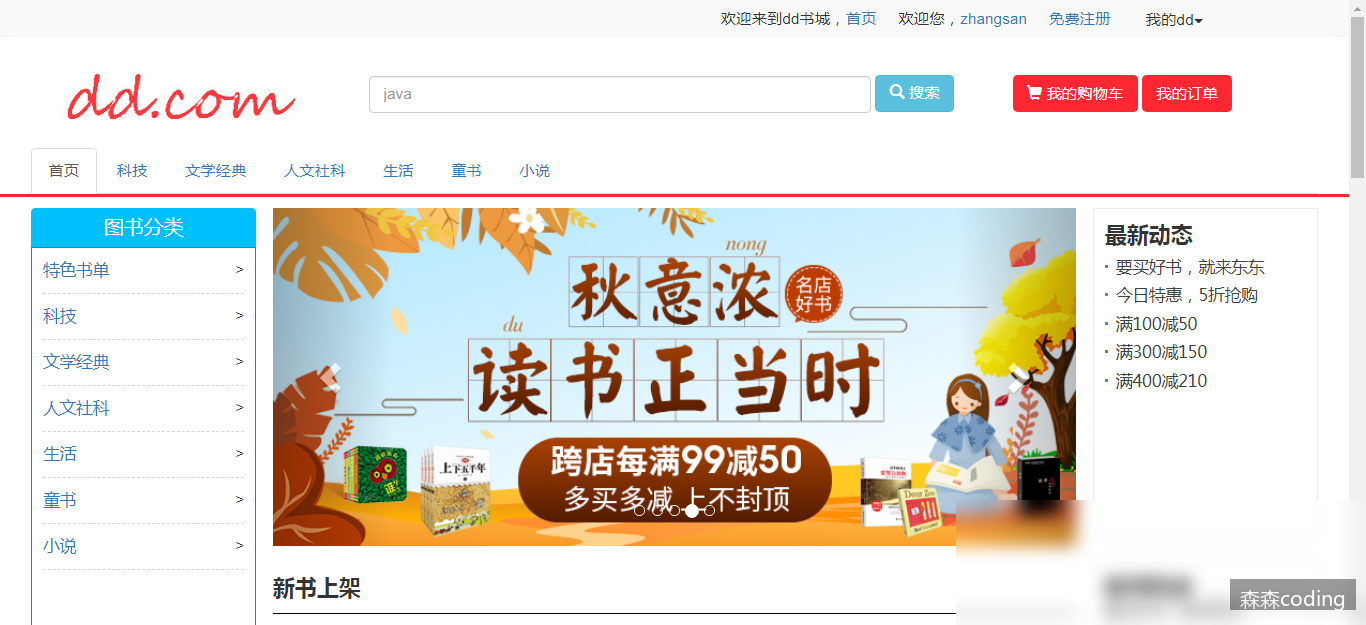 欢迎来到dd书城，首页 欢迎您，zhangsan 免费注册 我的dd
dd.com
java
搜索
我的购物车 我的订单
首页 科技 文学经典 人文社科 生活 童书 小说
图书分类
特色书单 >
科技 >
文学经典 >
人文社科 >
生活 >
童书 >
小说 >
nong
秋意浓
名店
好书
du
读书正当时
跨店每满99减50
多买多减 上不封顶
上下五千年
Dear Zoo
最新动态
要买好书，就来东东
今日特惠，5折抢购
满100减50
满300减150
满400减210
新书上架
森森coding